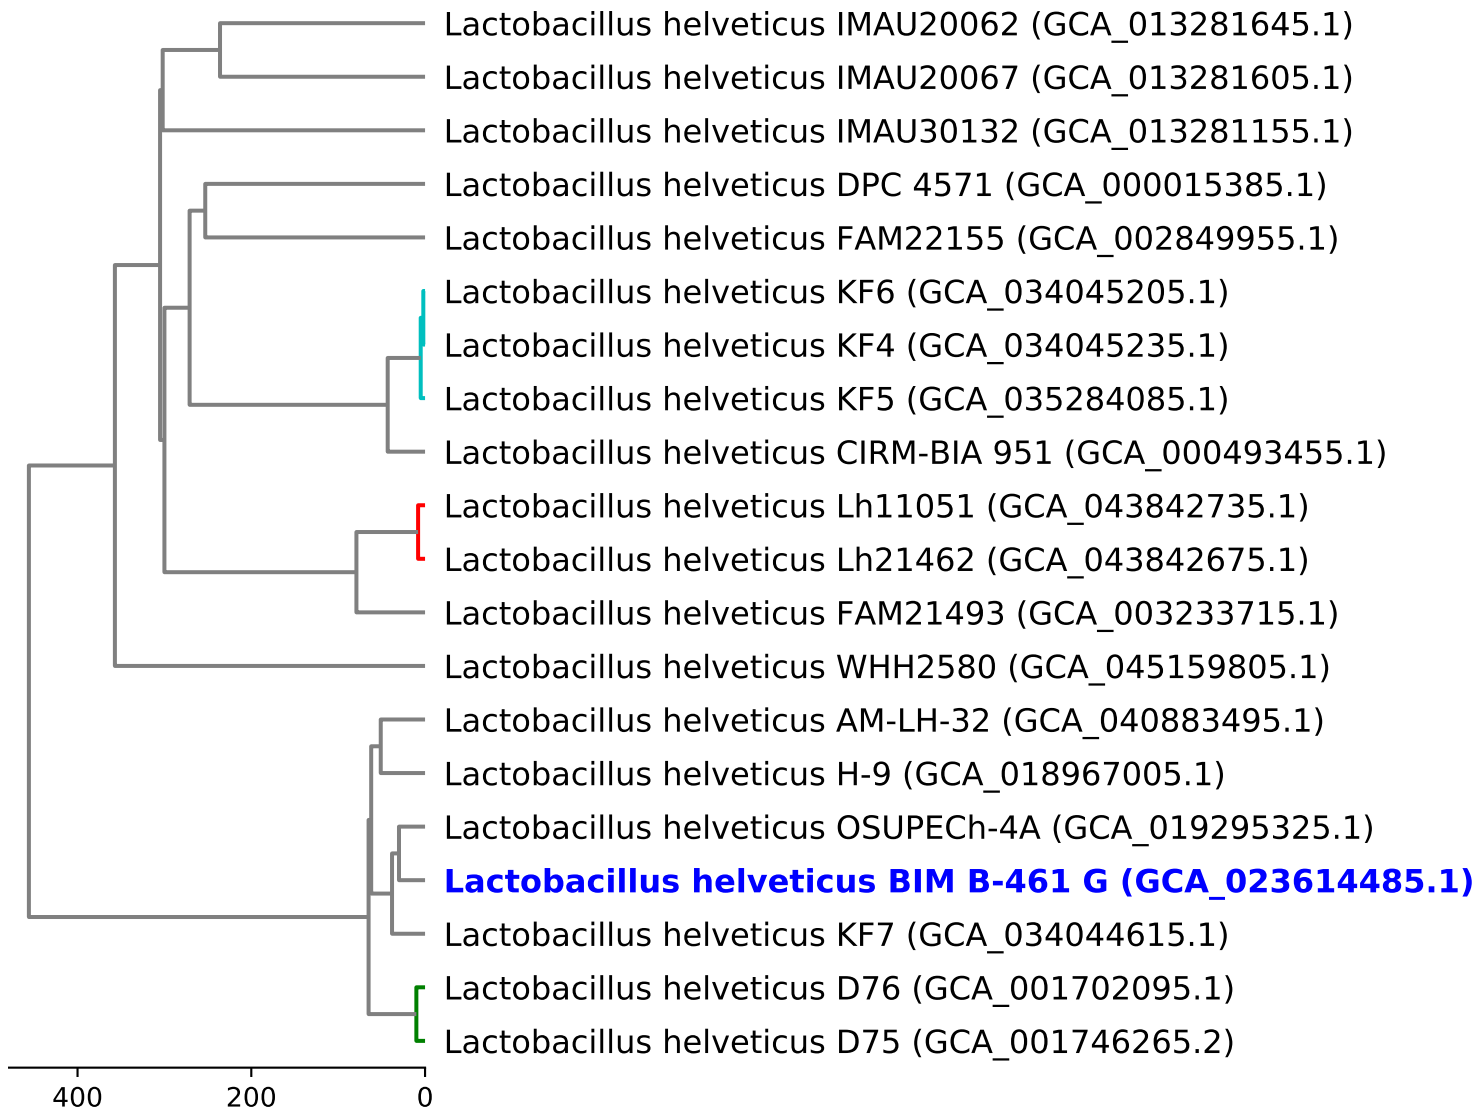 Lactobacillus helveticus IMAU20062 (GCA_013281645.1)
Lactobacillus helveticus IMAU20067 (GCA_013281605.1)
Lactobacillus helveticus IMAU30132 (GCA_013281155.1)
Lactobacillus helveticus DPC 4571 (GCA_000015385.1)
Lactobacillus helveticus FAM22155 (GCA_002849955.1)
Lactobacillus helveticus KF6 (GCA_034045205.1)
Lactobacillus helveticus KF4 (GCA_034045235.1)
Lactobacillus helveticus KF5 (GCA_035284085.1)
Lactobacillus helveticus CIRM-BIA 951 (GCA_000493455.1)
Lactobacillus helveticus Lh11051 (GCA_043842735.1)
Lactobacillus helveticus Lh21462 (GCA_043842675.1)
Lactobacillus helveticus FAM21493 (GCA_003233715.1)
Lactobacillus helveticus WHH2580 (GCA_045159805.1)
Lactobacillus helveticus AM-LH-32 (GCA_040883495.1)
Lactobacillus helveticus H-9 (GCA_018967005.1)
Lactobacillus helveticus OSUPECh-4A (GCA_019295325.1)
Lactobacillus helveticus BIM B-461 G (GCA_023614485.1)
Lactobacillus helveticus KF7 (GCA_034044615.1)
Lactobacillus helveticus D76 (GCA_001702095.1)
Lactobacillus helveticus D75 (GCA_001746265.2)
400 200 0